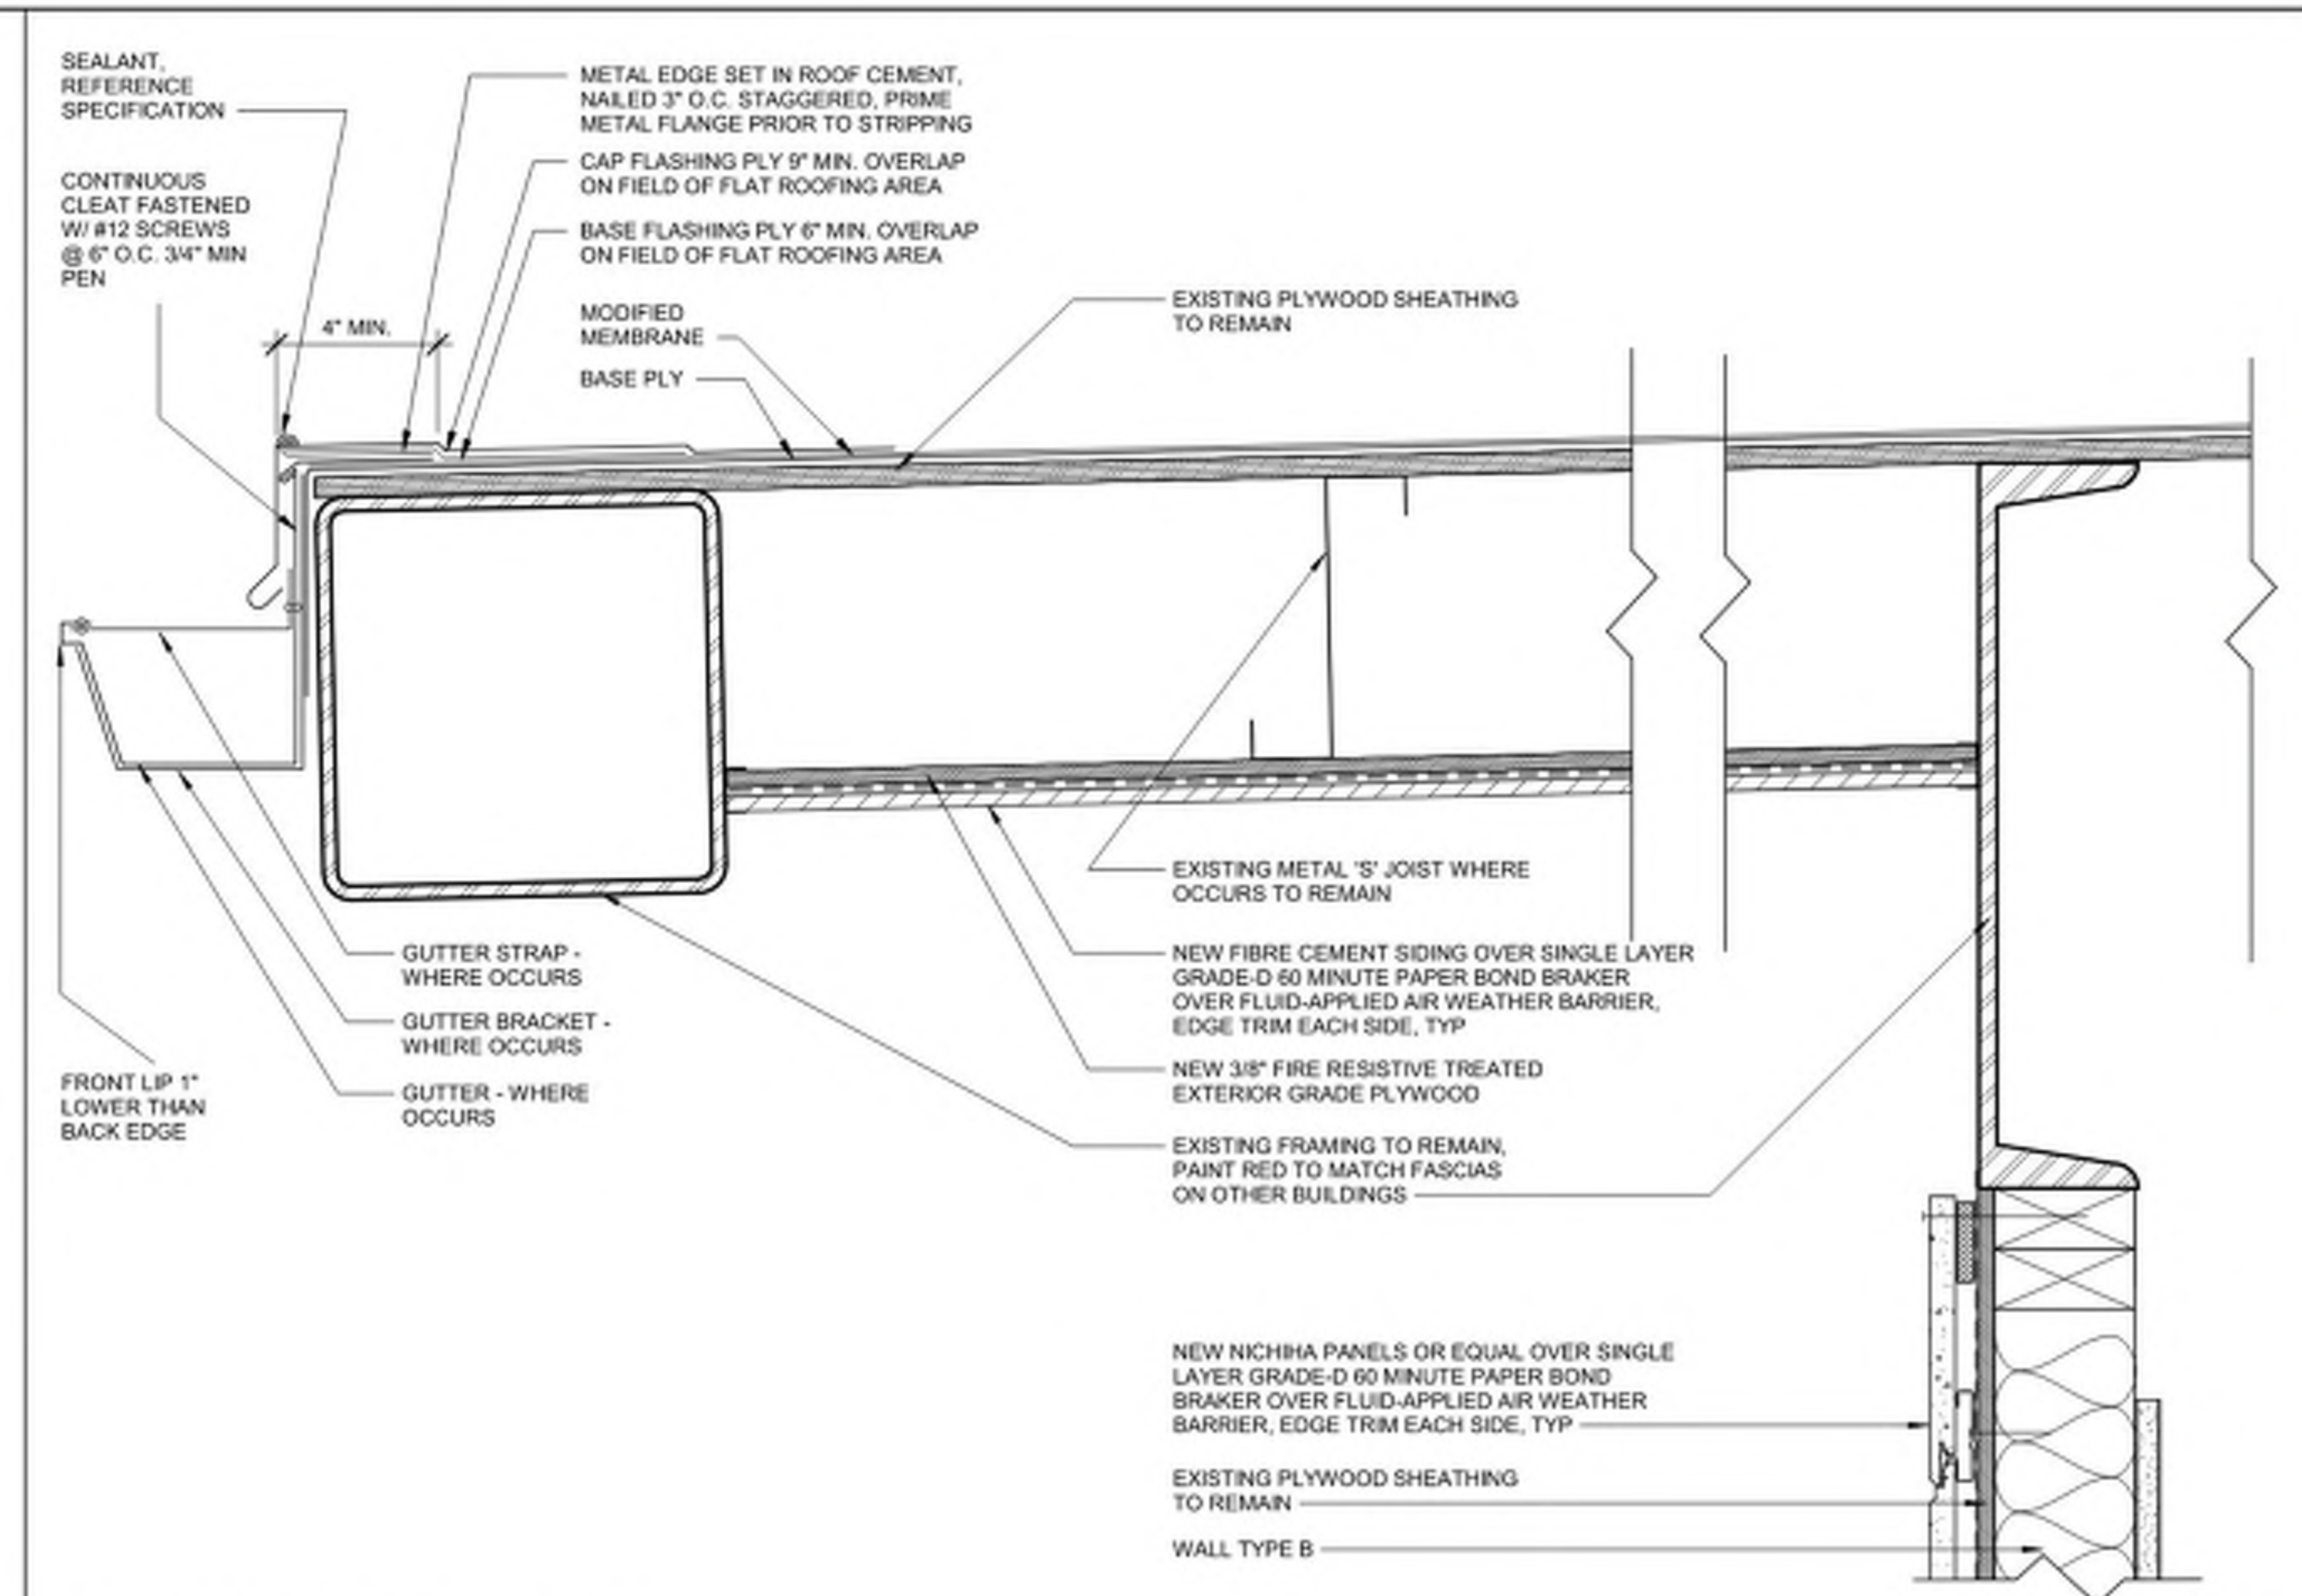 SEALANT,
REFERENCE
SPECIFICATION
CONTINUOUS
CLEAT FASTENED
W/ #12 SCREWS
@ 6" O.C. 3/4" MIN
PEN
4" MIN.
METAL EDGE SET IN ROOF CEMENT,
NAILED 3" O.C. STAGGERED, PRIME
METAL FLANGE PRIOR TO STRIPPING
CAP FLASHING PLY 9" MIN. OVERLAP
ON FIELD OF FLAT ROOFING AREA
BASE FLASHING PLY 6" MIN. OVERLAP
ON FIELD OF FLAT ROOFING AREA
MODIFIED
MEMBRANE
BASE PLY
EXISTING PLYWOOD SHEATHING
TO REMAIN
EXISTING METAL 'S' JOIST WHERE
OCCURS TO REMAIN
NEW FIBRE CEMENT SIDING OVER SINGLE LAYER
GRADE-D 60 MINUTE PAPER BOND BRAKER
OVER FLUID-APPLIED AIR WEATHER BARRIER,
EDGE TRIM EACH SIDE, TYP
NEW 3/8" FIRE RESISTIVE TREATED
EXTERIOR GRADE PLYWOOD
EXISTING FRAMING TO REMAIN,
PAINT RED TO MATCH FASCIAS
ON OTHER BUILDINGS
GUTTER STRAP -
WHERE OCCURS
GUTTER BRACKET -
WHERE OCCURS
GUTTER - WHERE
OCCURS
FRONT LIP 1"
LOWER THAN
BACK EDGE
NEW NICHIHA PANELS OR EQUAL OVER SINGLE
LAYER GRADE-D 60 MINUTE PAPER BOND
BRAKER OVER FLUID-APPLIED AIR WEATHER
BARRIER, EDGE TRIM EACH SIDE, TYP
EXISTING PLYWOOD SHEATHING
TO REMAIN
WALL TYPE B